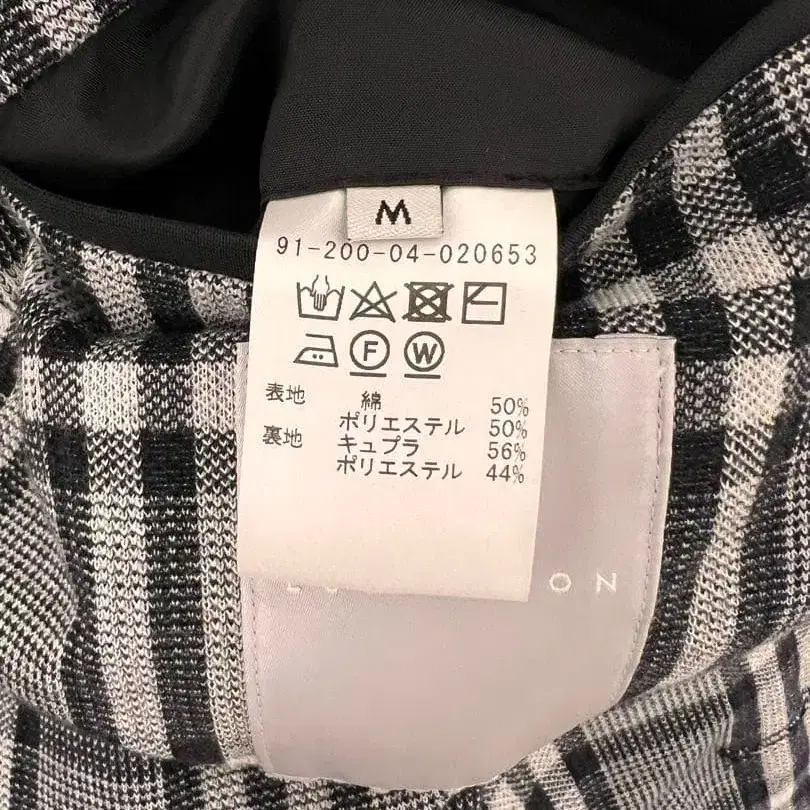 M
91-200-04-020653
F W
表地 綿 50%
ポリエステル 50%
裏地 キュプラ 56%
ポリエステル 44%
ON